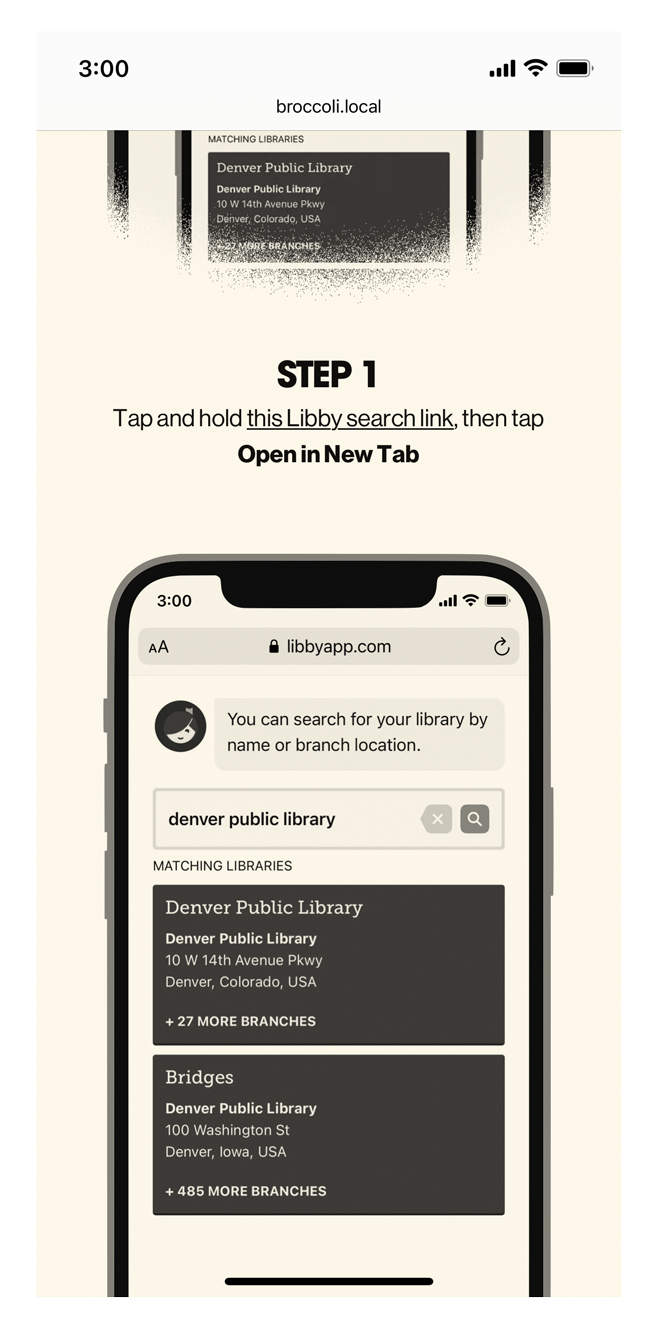 3:00
broccoli.local
MATCHING LIBRARIES
Denver Public Library
Denver Public Library
10 W 14th Avenue Pkwy
Denver, Colorado, USA
+ 27 MORE BRANCHES
STEP 1
Tap and hold this Libby search link, then tap
Open in New Tab
3:00
AA libbyapp.com
You can search for your library by
name or branch location.
denver public library
MATCHING LIBRARIES
Denver Public Library
Denver Public Library
10 W 14th Avenue Pkwy
Denver, Colorado, USA
+ 27 MORE BRANCHES
Bridges
Denver Public Library
100 Washington St
Denver, Iowa, USA
+ 485 MORE BRANCHES